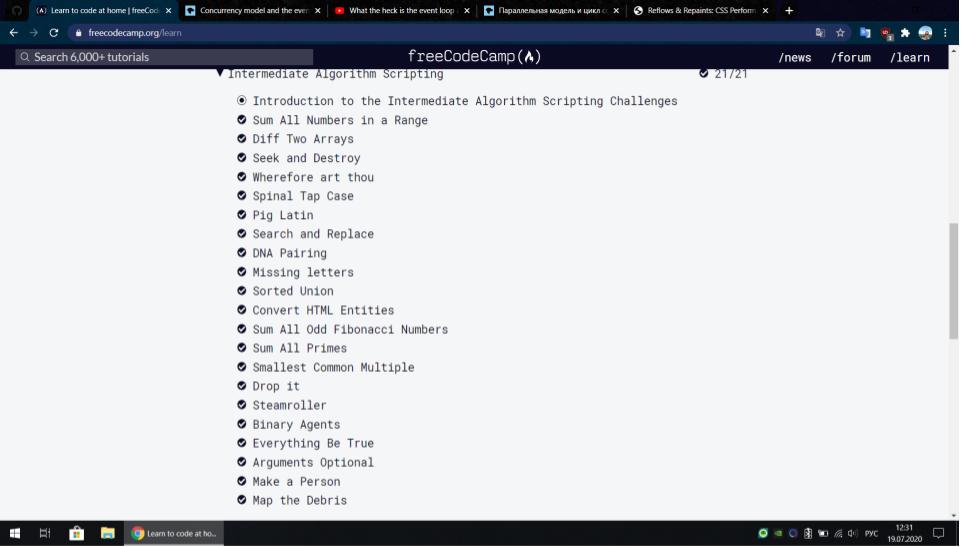 Learn to code at home | freeCod Concurrency model and the even What the heck is the event loop Параллельная модель и цикл с Reflows & Repaints: CSS Perform
freecodecamp.org/learn
Search 6,000+ tutorials freeCodeCamp /news /forum /learn
Intermediate Algorithm Scripting 21/21
Introduction to the Intermediate Algorithm Scripting Challenges
Sum All Numbers in a Range
Diff Two Arrays
Seek and Destroy
Wherefore art thou
Spinal Tap Case
Pig Latin
Search and Replace
DNA Pairing
Missing letters
Sorted Union
Convert HTML Entities
Sum All Odd Fibonacci Numbers
Sum All Primes
Smallest Common Multiple
Drop it
Steamroller
Binary Agents
Everything Be True
Arguments Optional
Make a Person
Map the Debris
Learn to code at ho... РУС 12:31
19.07.2020